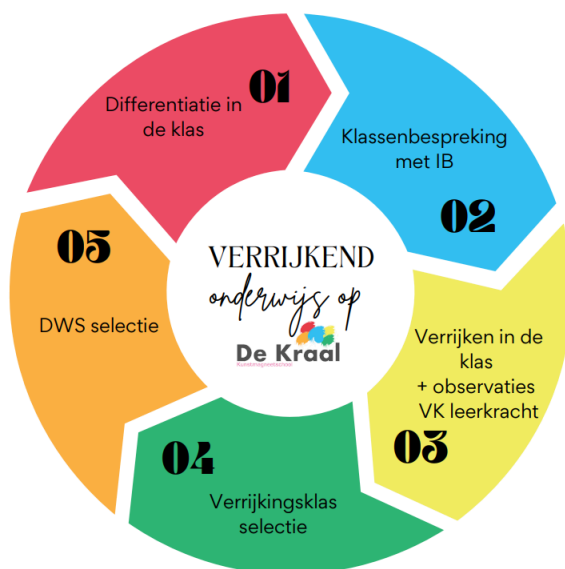 VERRIJKEND
onderwijs op
De Kraal
Kunstmagneetschool
01
Differentiatie in
de klas
Klassenbespreking
met IB
02
Verrijken in de
klas
+ observaties
VK leerkracht
03
04
Verrijkingsklas
selectie
05
DWS selectie